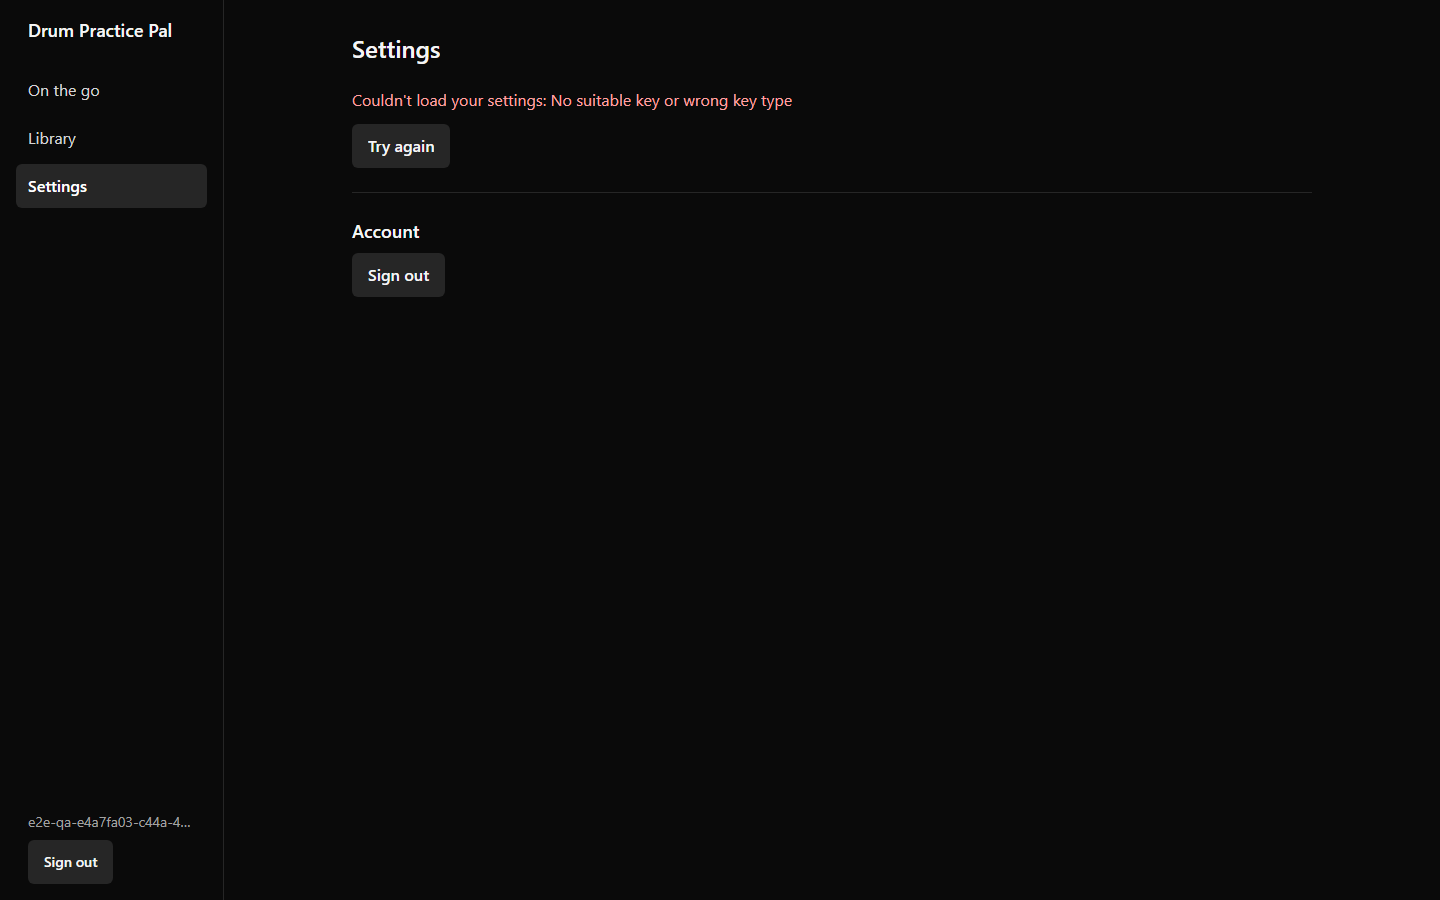 Drum Practice Pal
On the go
Library
Settings
Settings
Couldn't load your settings: No suitable key or wrong key type
Try again
Account
Sign out
e2e-qa-e4a7fa03-c44a-4...
Sign out